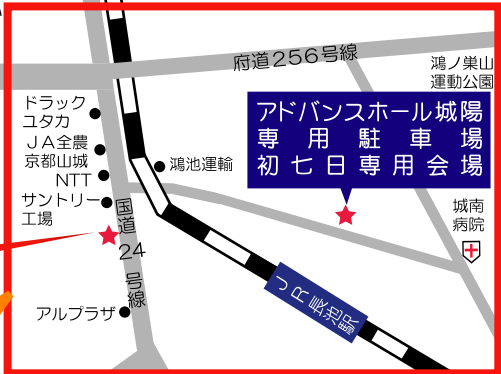 府道256号線
鴻ノ巣山
運動公園
ドラック
ユタカ
アドバンスホール城陽
専用駐車場
初七日専用会場
JA全農
京都山城
鴻池運輸
NTT
サントリー
工場
国道24号線
城南
病院
JR長池駅
アルプラザ